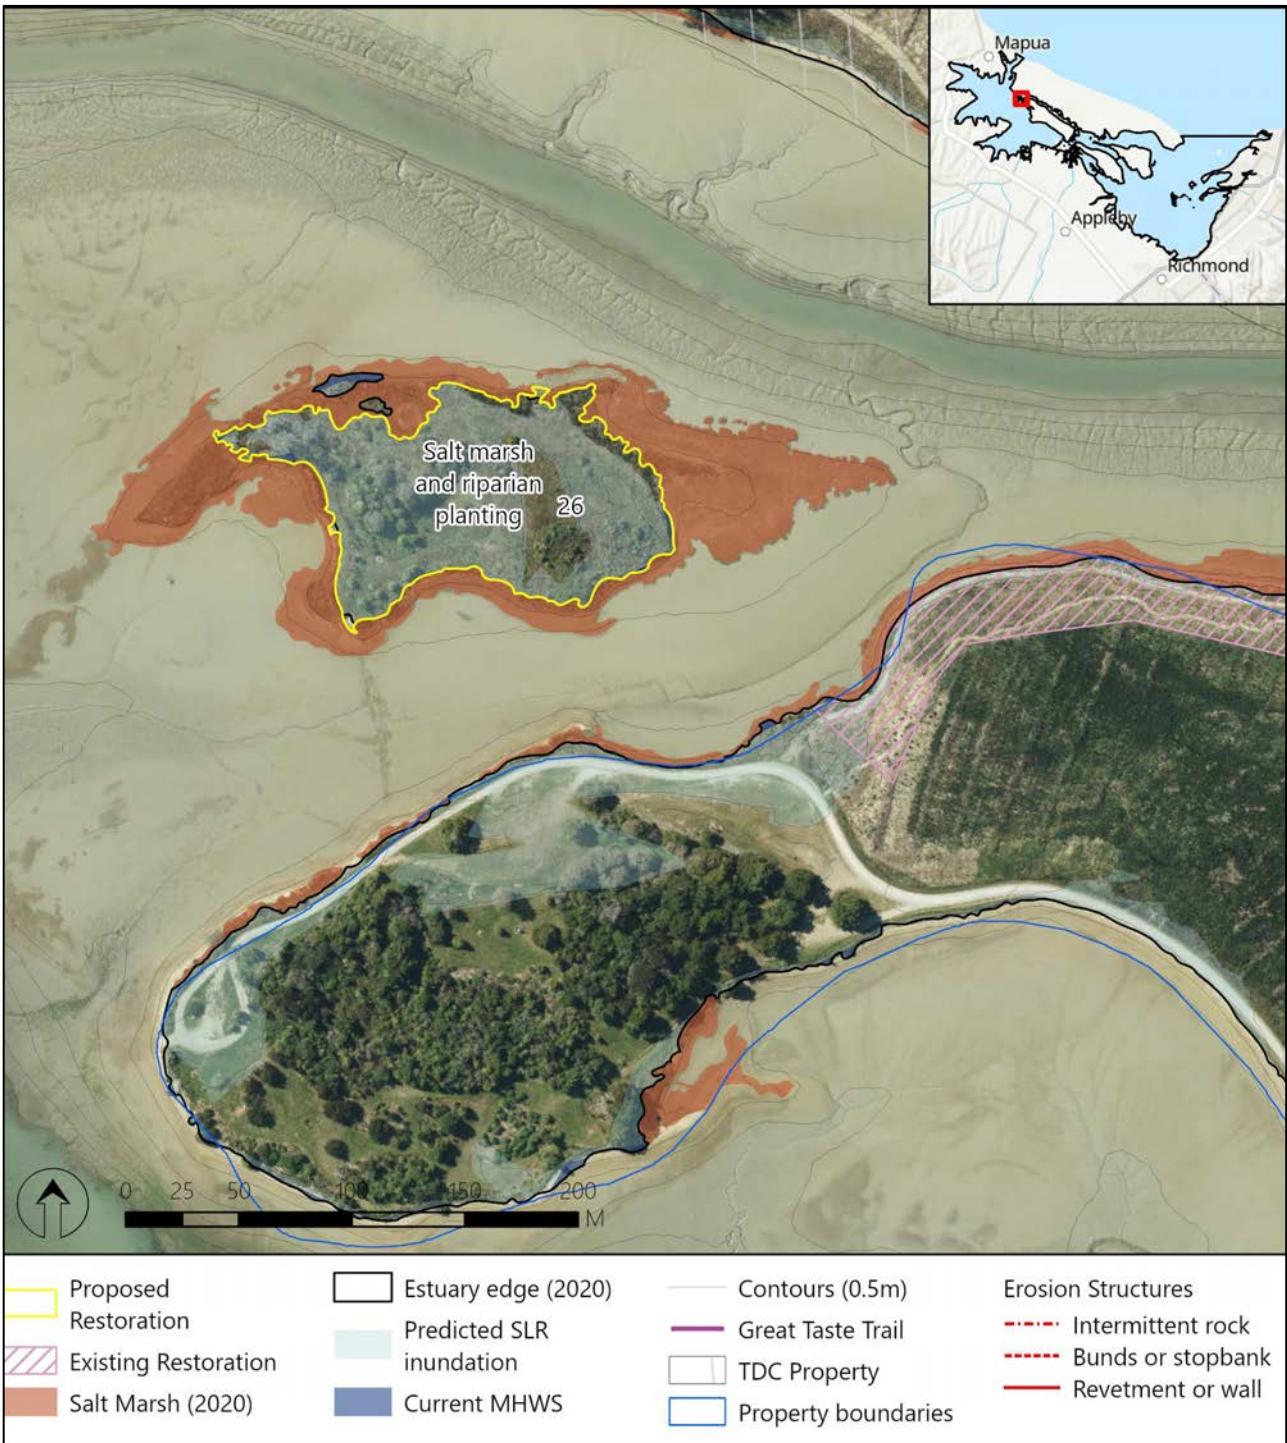 Mapua
Appleby
Richmond
Salt marsh
and riparian
planting
26
0 25 50 100 150 200
M
Proposed
Restoration
Existing Restoration
Salt Marsh (2020)
Estuary edge (2020)
Predicted SLR
inundation
Current MHWS
Contours (0.5m)
Great Taste Trail
TDC Property
Property boundaries
Erosion Structures
Intermittent rock
Bunds or stopbank
Revetment or wall